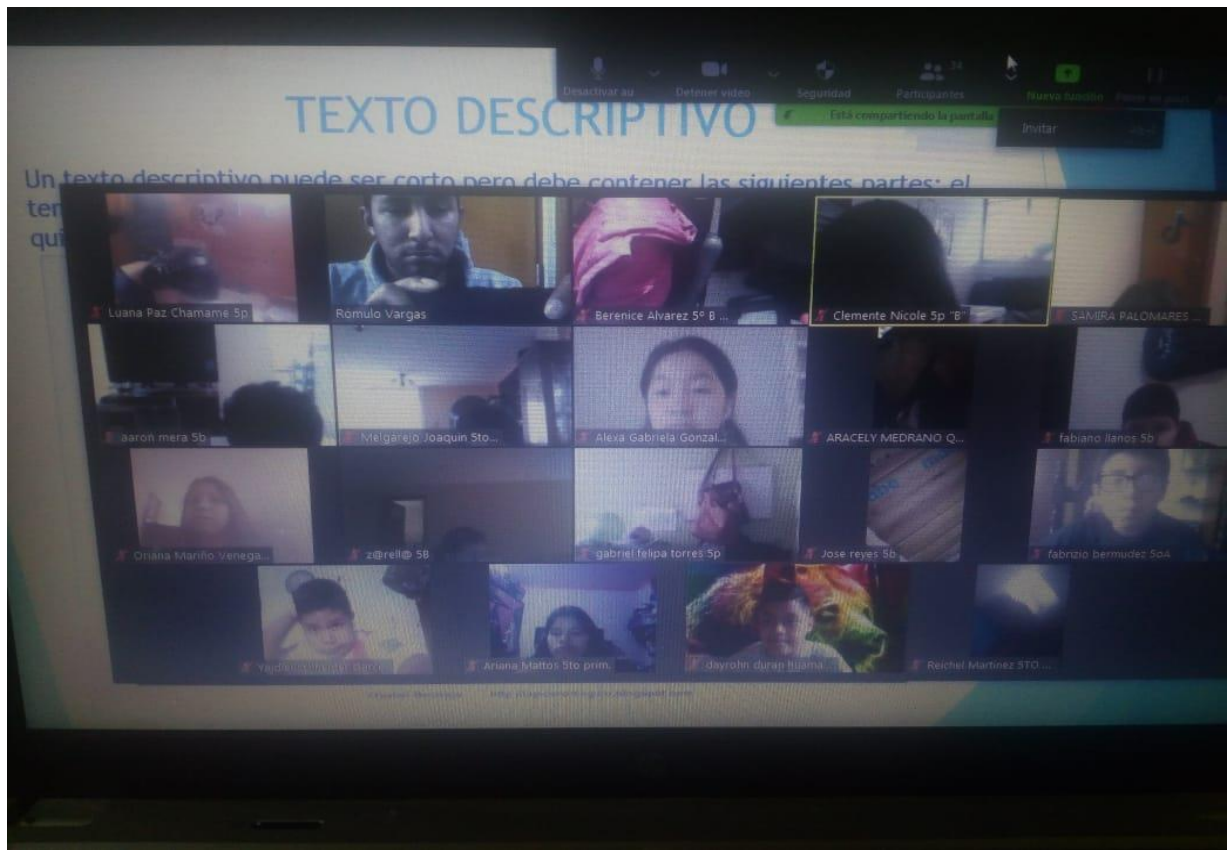 Desactivar au
Detener video
Seguridad
Participantes
34
Nueva función
TEXTO DESCRIPTIVO
Está compartiendo la pantalla
Invitar
Un texto descriptivo puede ser corto pero debe contener las siguientes partes: el
Luana Paz Chamame 5p
Romulo Vargas
Berenice Alvarez 5º B ...
Clemente Nicole 5p "B"
SAMIRA PALOMARES ...
aaron mera 5b
Melgarejo Joaquin 5to...
Alexa Gabriela Gonzal...
ARACELY MEDRANO Q...
fabiano llanos 5b
Oriana Mariño Venega...
z@rell@ 5B
gabriel felipa torres 5p
Jose reyes 5b
fabrizio bermudez 5oA
Ariana Mattos 5to prim.
dayrohn duran huama...
Reichel Martinez 5TO ...